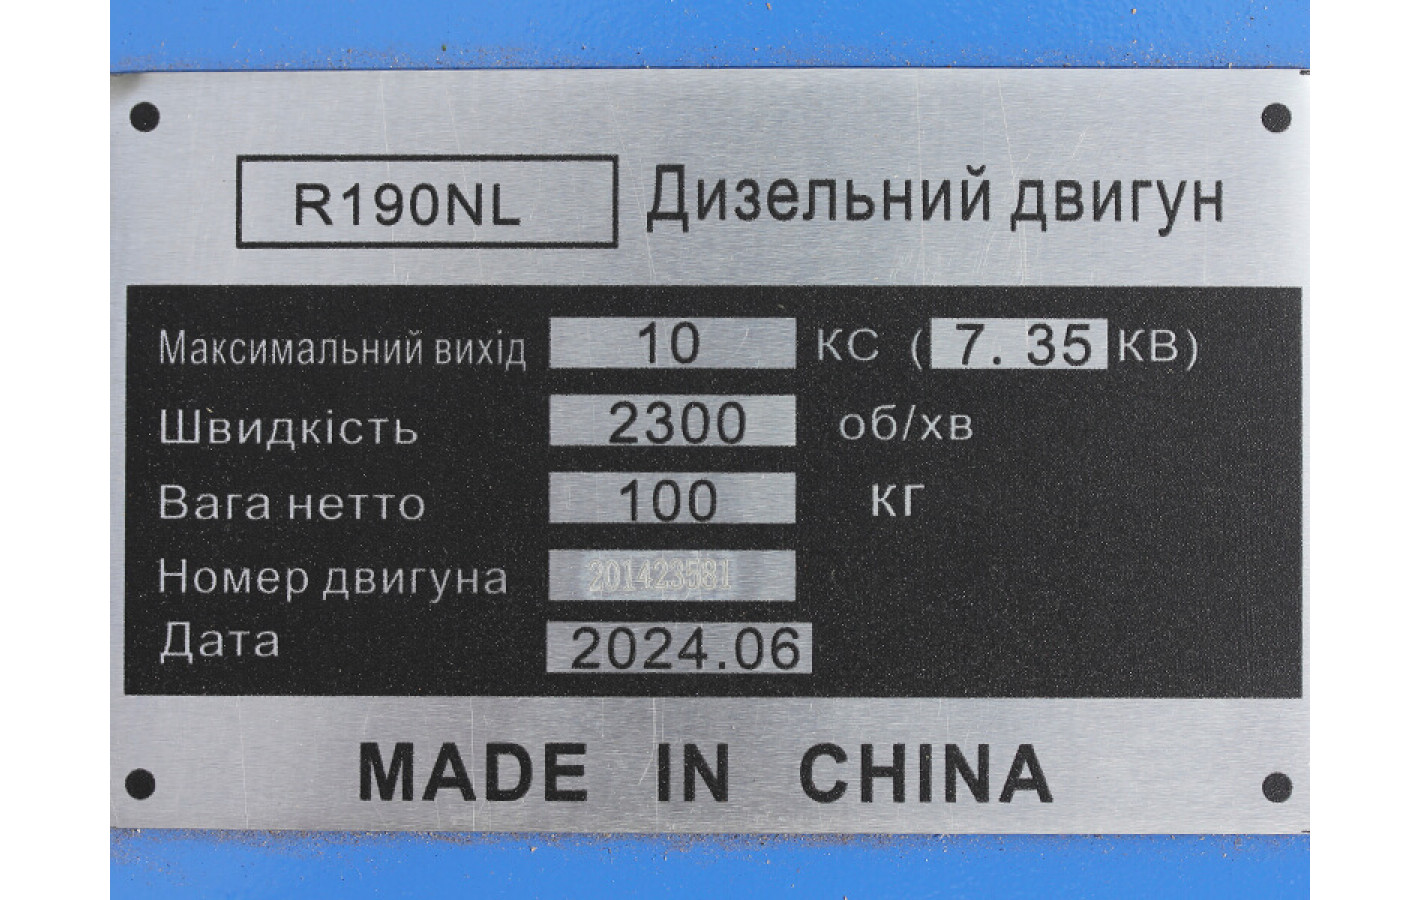 R190NL Дизельний двигун
Максимальний вихід 10 КС (7.35 КВ)
Швидкість 2300 об/хв
Вага нетто 100 кг
Номер двигуна 201423581
Дата 2024.06
MADE IN CHINA